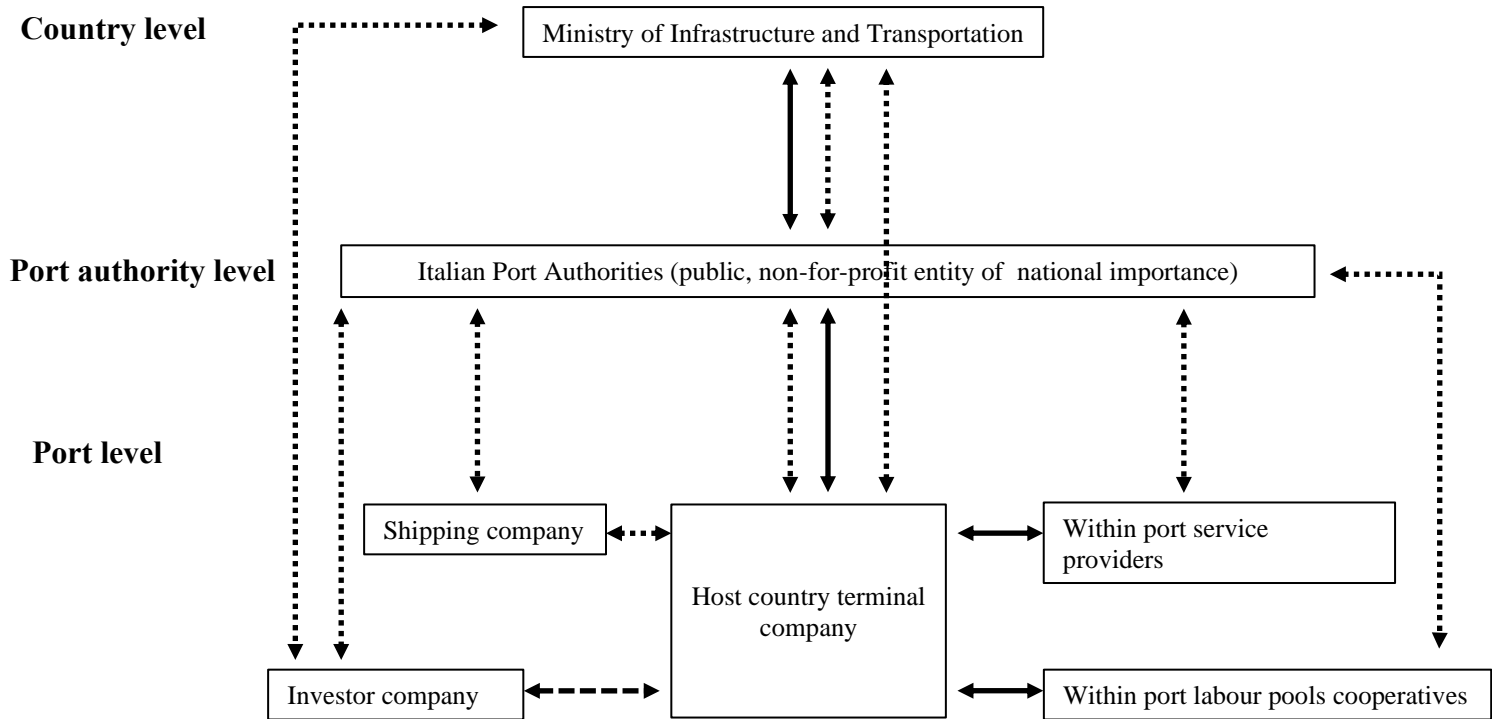 Country level
Ministry of Infrastructure and Transportation
Port authority level
Italian Port Authorities (public, non-for-profit entity of national importance)
Port level
Shipping company
Host country terminal
company
Within port service
providers
Investor company
Within port labour pools cooperatives